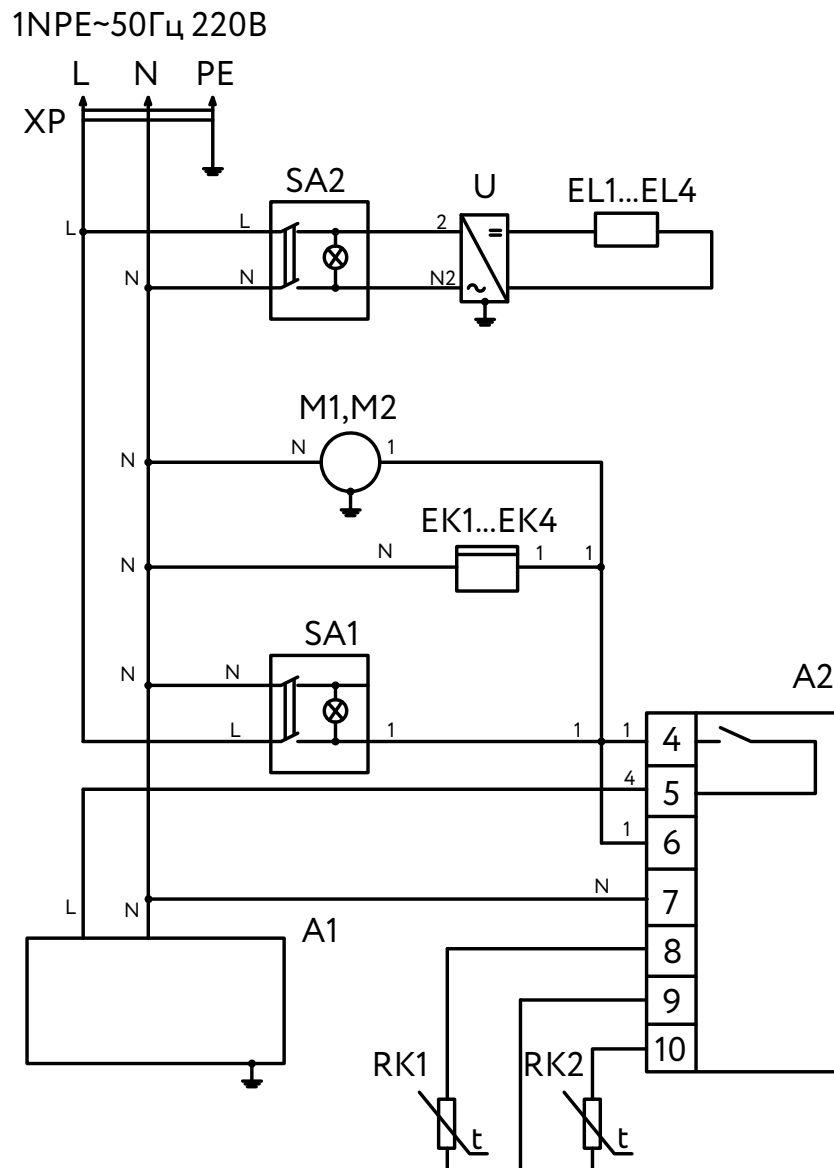 1NPE~50Гц 220В
L N PE
XP
SA2 U EL1...EL4
L L 2
N N N2
M1,M2
N N 1
EK1...EK4
N N 1 1
SA1
N N A2
L 1 1 1 4
4 5
1 6
L N N 7
A1
8
9
10
RK1 RK2
t t